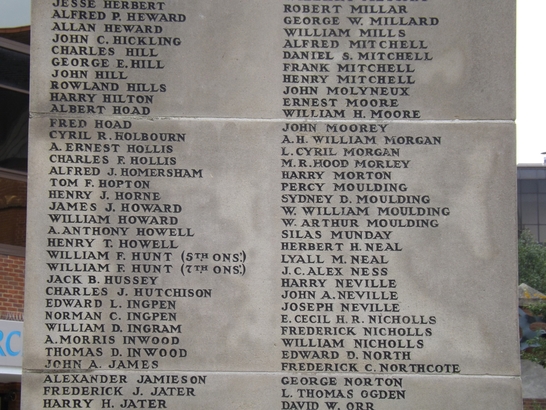 JESSE HERBERT
ALFRED P. HEWARD
ALLAN HEWARD
JOHN C. HICKLING
CHARLES HILL
GEORGE E. HILL
JOHN HILL
ROWLAND HILLS
HARRY HILTON
ALBERT HOAD
FRED HOAD
CYRIL R. HOLBOURN
A. ERNEST HOLLIS
CHARLES F. HOLLIS
ALFRED J. HOMERSHAM
TOM F. HOPTON
HENRY J. HORNE
JAMES J. HOWARD
WILLIAM HOWARD
A. ANTHONY HOWELL
HENRY T. HOWELL
WILLIAM F. HUNT (5TH ONS.)
WILLIAM F. HUNT (7TH ONS.)
JACK B. HUSSEY
CHARLES J. HUTCHISON
EDWARD L. INGPEN
NORMAN C. INGPEN
WILLIAM D. INGRAM
A. MORRIS INWOOD
THOMAS D. INWOOD
JOHN A. JAMES
ALEXANDER JAMIESON
FREDERICK J. JATER
HARRY H. JATER
ROBERT MILLAR
GEORGE W. MILLARD
WILLIAM MILLS
ALFRED MITCHELL
DANIEL S. MITCHELL
FRANK MITCHELL
HENRY MITCHELL
JOHN MOLYNEUX
ERNEST MOORE
WILLIAM H. MOORE
JOHN MOOREY
A.H. WILLIAM MORGAN
L. CYRIL MORGAN
M.R. HOOD MORLEY
HARRY MORTON
PERCY MOULDING
SYDNEY D. MOULDING
W. WILLIAM MOULDING
W. ARTHUR MOULDING
SILAS MUNDAY
HERBERT H. NEAL
LYALL M. NEAL
J.C. ALEX NESS
HARRY NEVILLE
JOHN A. NEVILLE
JOSEPH NEVILLE
E. CECIL H.R. NICHOLLS
FREDERICK NICHOLLS
WILLIAM NICHOLLS
EDWARD D. NORTH
FREDERICK C. NORTHCOTE
GEORGE NORTON
L. THOMAS OGDEN
DAVID W. ORR
RC